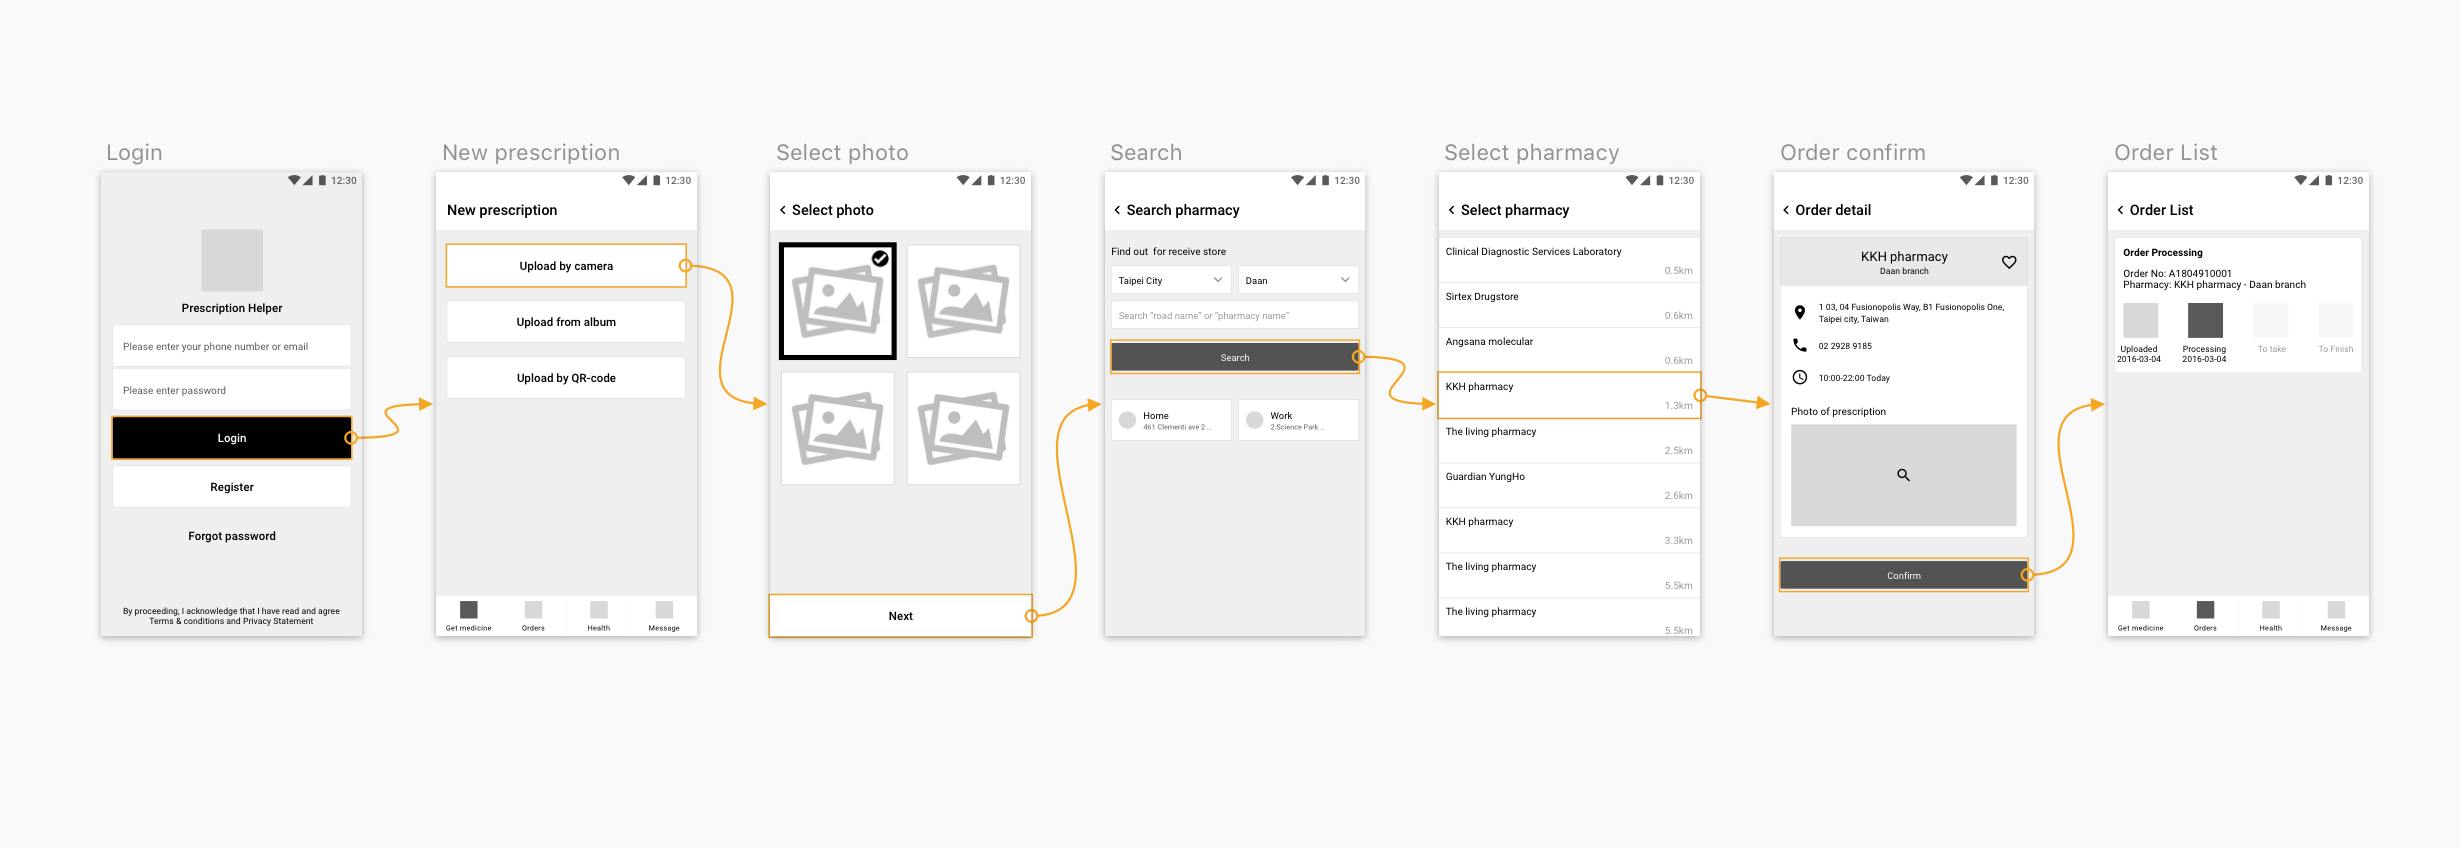 Login
12:30
Prescription Helper
Please enter your phone number or email
Please enter password
Login
Register
Forgot password
By proceeding, I acknowledge that I have read and agree
Terms & conditions and Privacy Statement
New prescription
12:30
New prescription
Upload by camera
Upload from album
Upload by QR-code
Get medicine
Orders
Health
Message
Select photo
12:30
Select photo
Next
Search
12:30
Search pharmacy
Find out  for receive store
Taipei City
Daan
Search “road name” or “pharmacy name”
Search
Home
461 Clementi ave 2 ...
Work
2 Science Park ...
Select pharmacy
12:30
Select pharmacy
Clinical Diagnostic Services Laboratory
0.5km
Sirtex Drugstore
0.6km
Angsana molecular
0.6km
KKH pharmacy
1.3km
The living pharmacy
2.5km
Guardian YungHo
2.6km
KKH pharmacy
3.3km
The living pharmacy
5.5km
The living pharmacy
5.5km
Order confirm
12:30
Order detail
KKH pharmacy
Daan branch
1 03, 04 Fusionopolis Way, B1 Fusionopolis One,
Taipei city, Taiwan
02 2928 9185
10:00-22:00 Today
Photo of prescription
Confirm
Order List
12:30
Order List
Order Processing
Order No: A1804910001
Pharmacy: KKH pharmacy - Daan branch
Uploaded
2016-03-04
Processing
2016-03-04
To take
To Finish
Get medicine
Orders
Health
Message